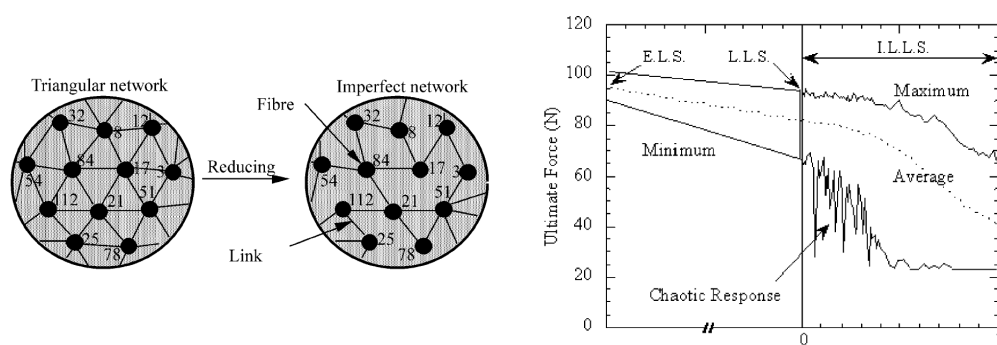 Triangular network
32
8
12
84
17
3
54
112
21
51
25
78
Reducing
Imperfect network
Fibre
32
8
12
84
17
3
54
112
21
51
25
78
Link
120
100
80
60
40
20
0
Ultimate Force (N)
E.L.S.
L.L.S.
I.L.L.S.
Maximum
Minimum
Average
Chaotic Response
0